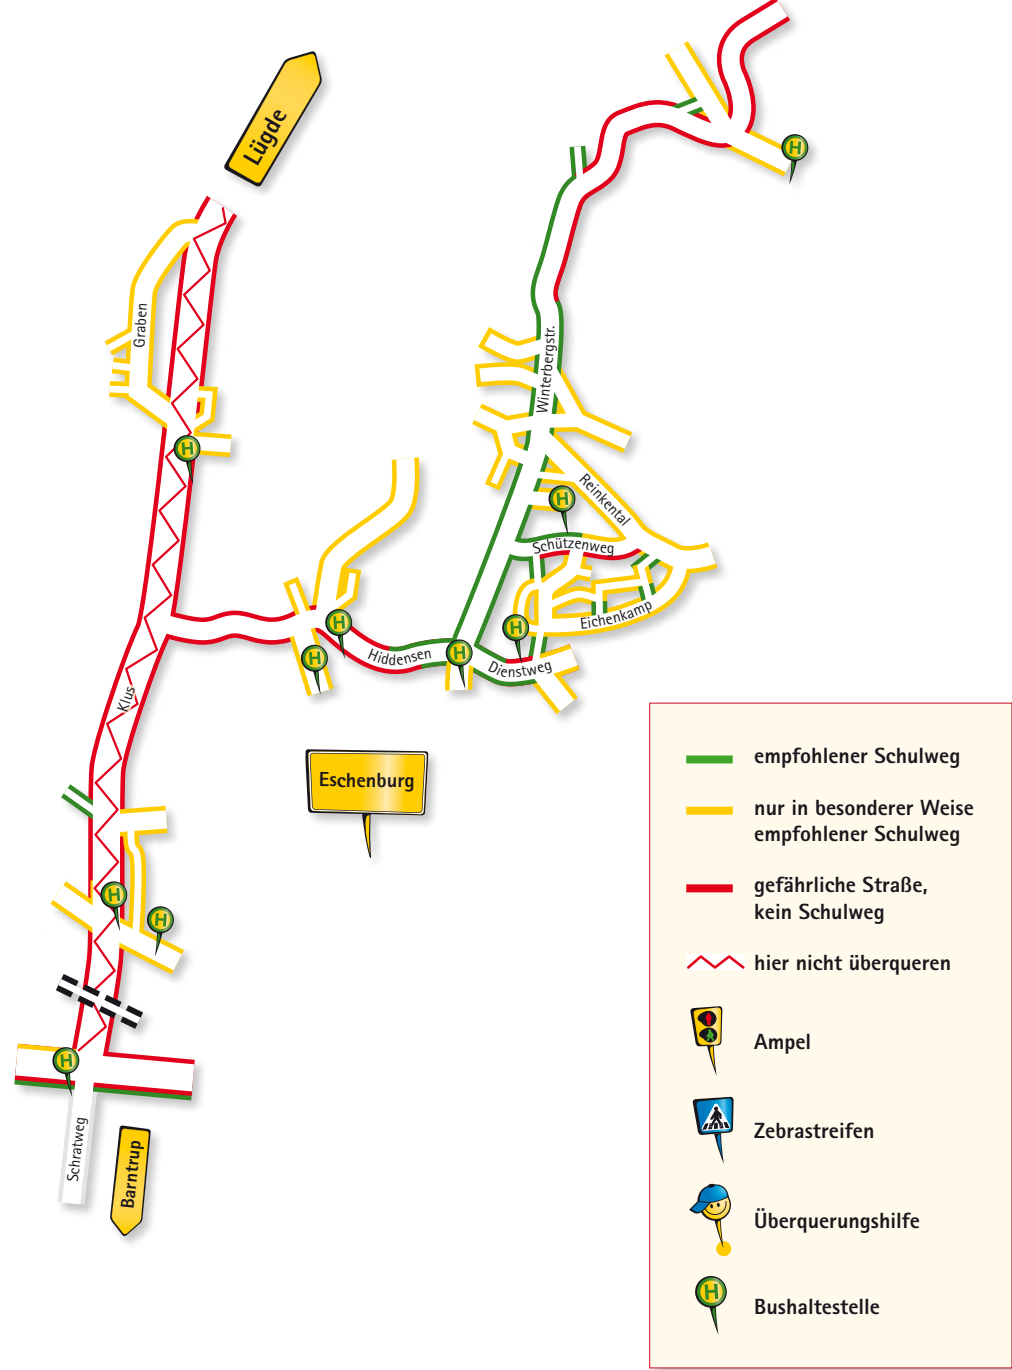 Lügde
Graben
Winterbergstr.
Reinkental
Schützenweg
Eichenkamp
Hiddensen
Dienstweg
Klus
Eschenburg
Schratweg
Barntrup
H
H
H
H
H
H
H
H
H
H
empfohlener Schulweg
nur in besonderer Weise
empfohlener Schulweg
gefährliche Straße,
kein Schulweg
hier nicht überqueren
Ampel
Zebrastreifen
Überquerungshilfe
H
Bushaltestelle